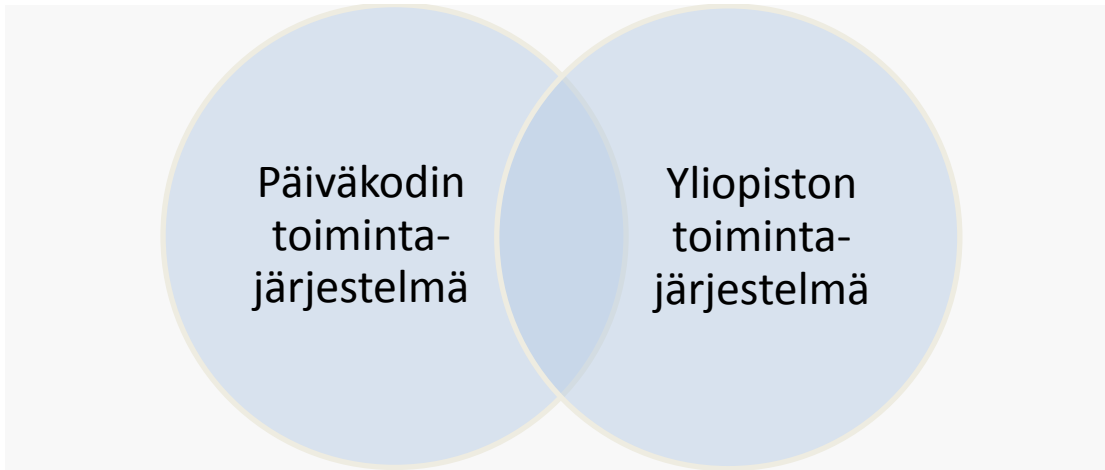 Päiväkodin
toiminta-
järjestelmä
Yliopiston
toiminta-
järjestelmä